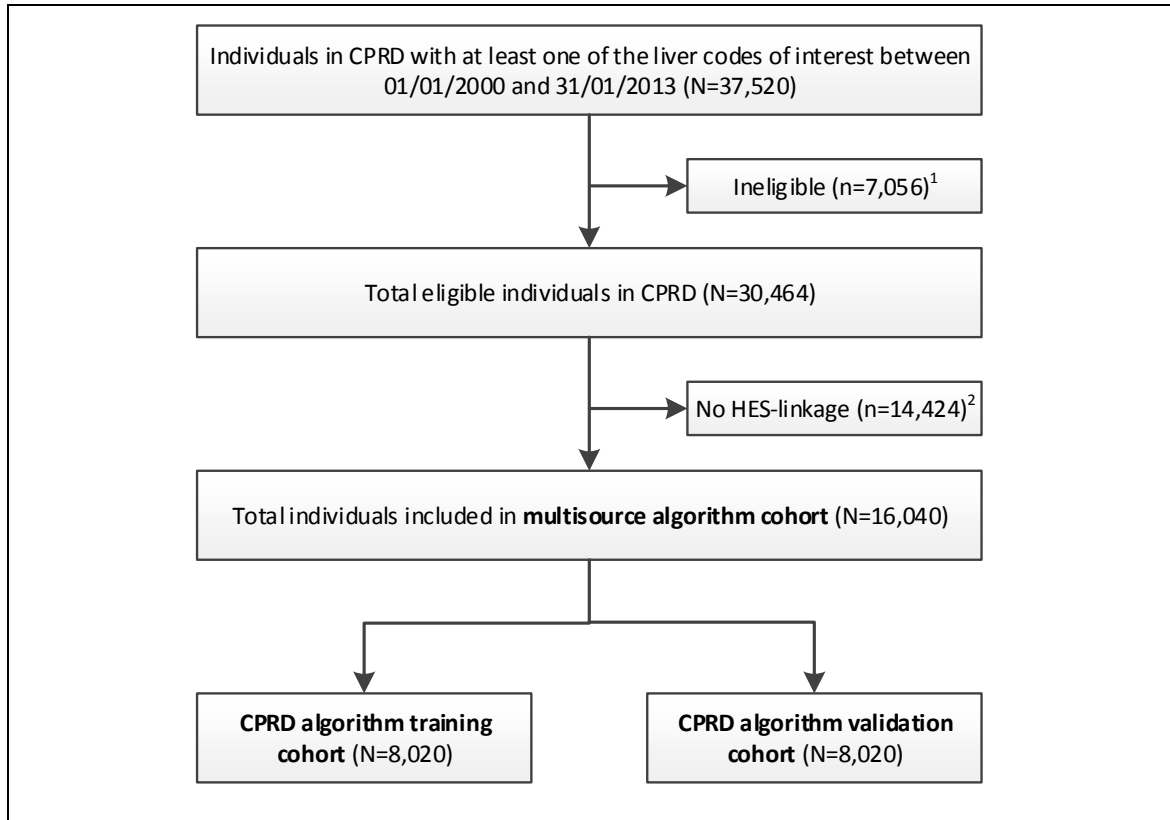 Individuals in CPRD with at least one of the liver codes of interest between
01/01/2000 and 31/01/2013 (N=37,520)
Ineligible (n=7,056)1
Total eligible individuals in CPRD (N=30,464)
No HES-linkage (n=14,424)2
Total individuals included in multisource algorithm cohort (N=16,040)
CPRD algorithm training
cohort (N=8,020)
CPRD algorithm validation
cohort (N=8,020)